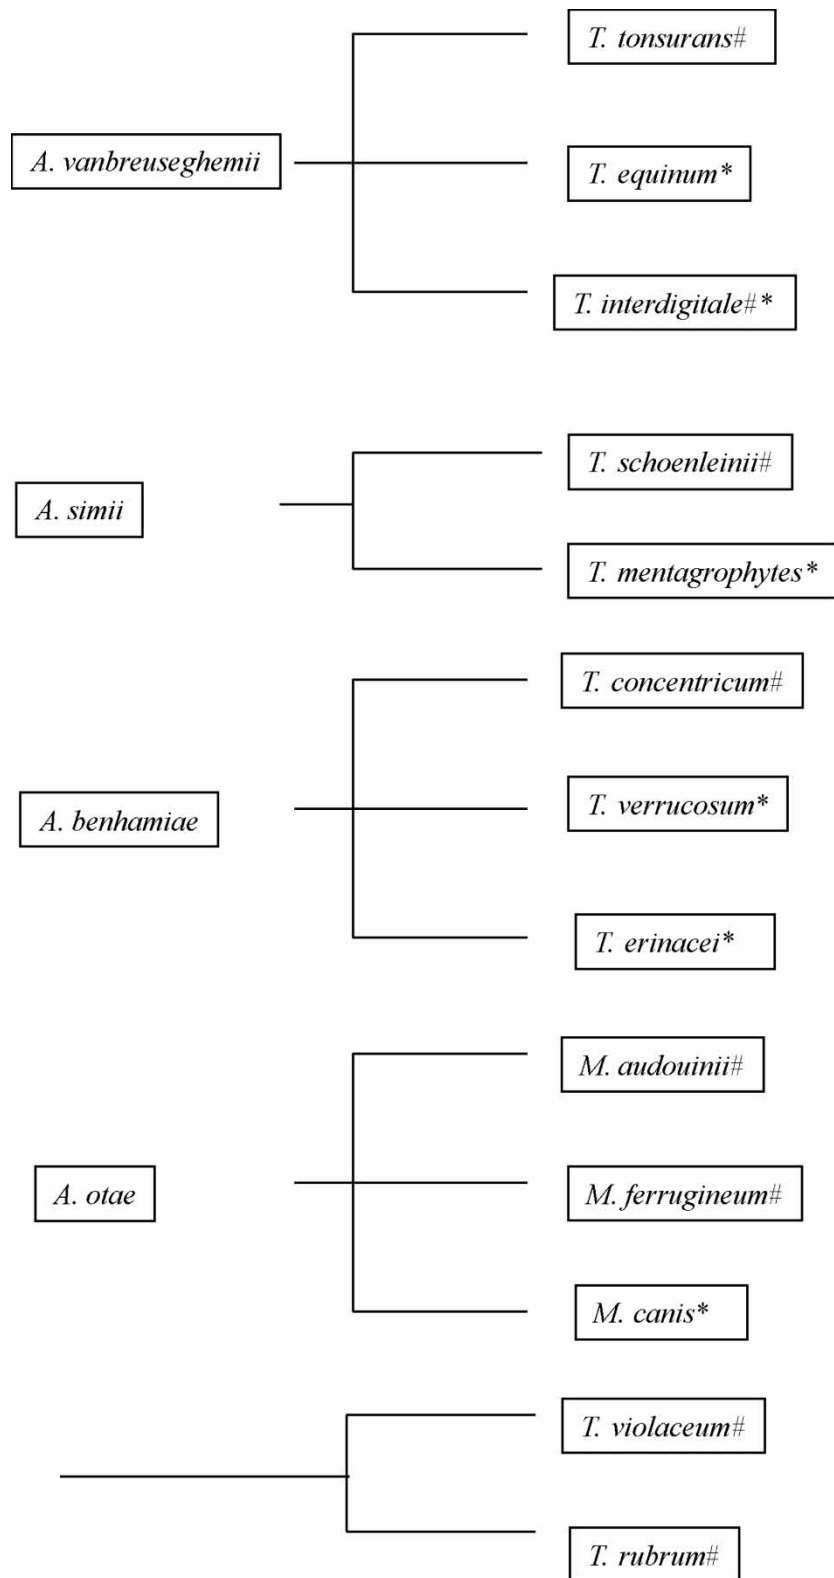 T. tonsurans#
A. vanbreuseghemii
T. equinum*
T. interdigitale#*
T. schoenleinii#
A. simii
T. mentagrophytes*
T. concentricum#
A. benhamiae
T. verrucosum*
T. erinacei*
M. audouinii#
A. otae
M. ferrugineum#
M. canis*
T. violaceum#
T. rubrum#